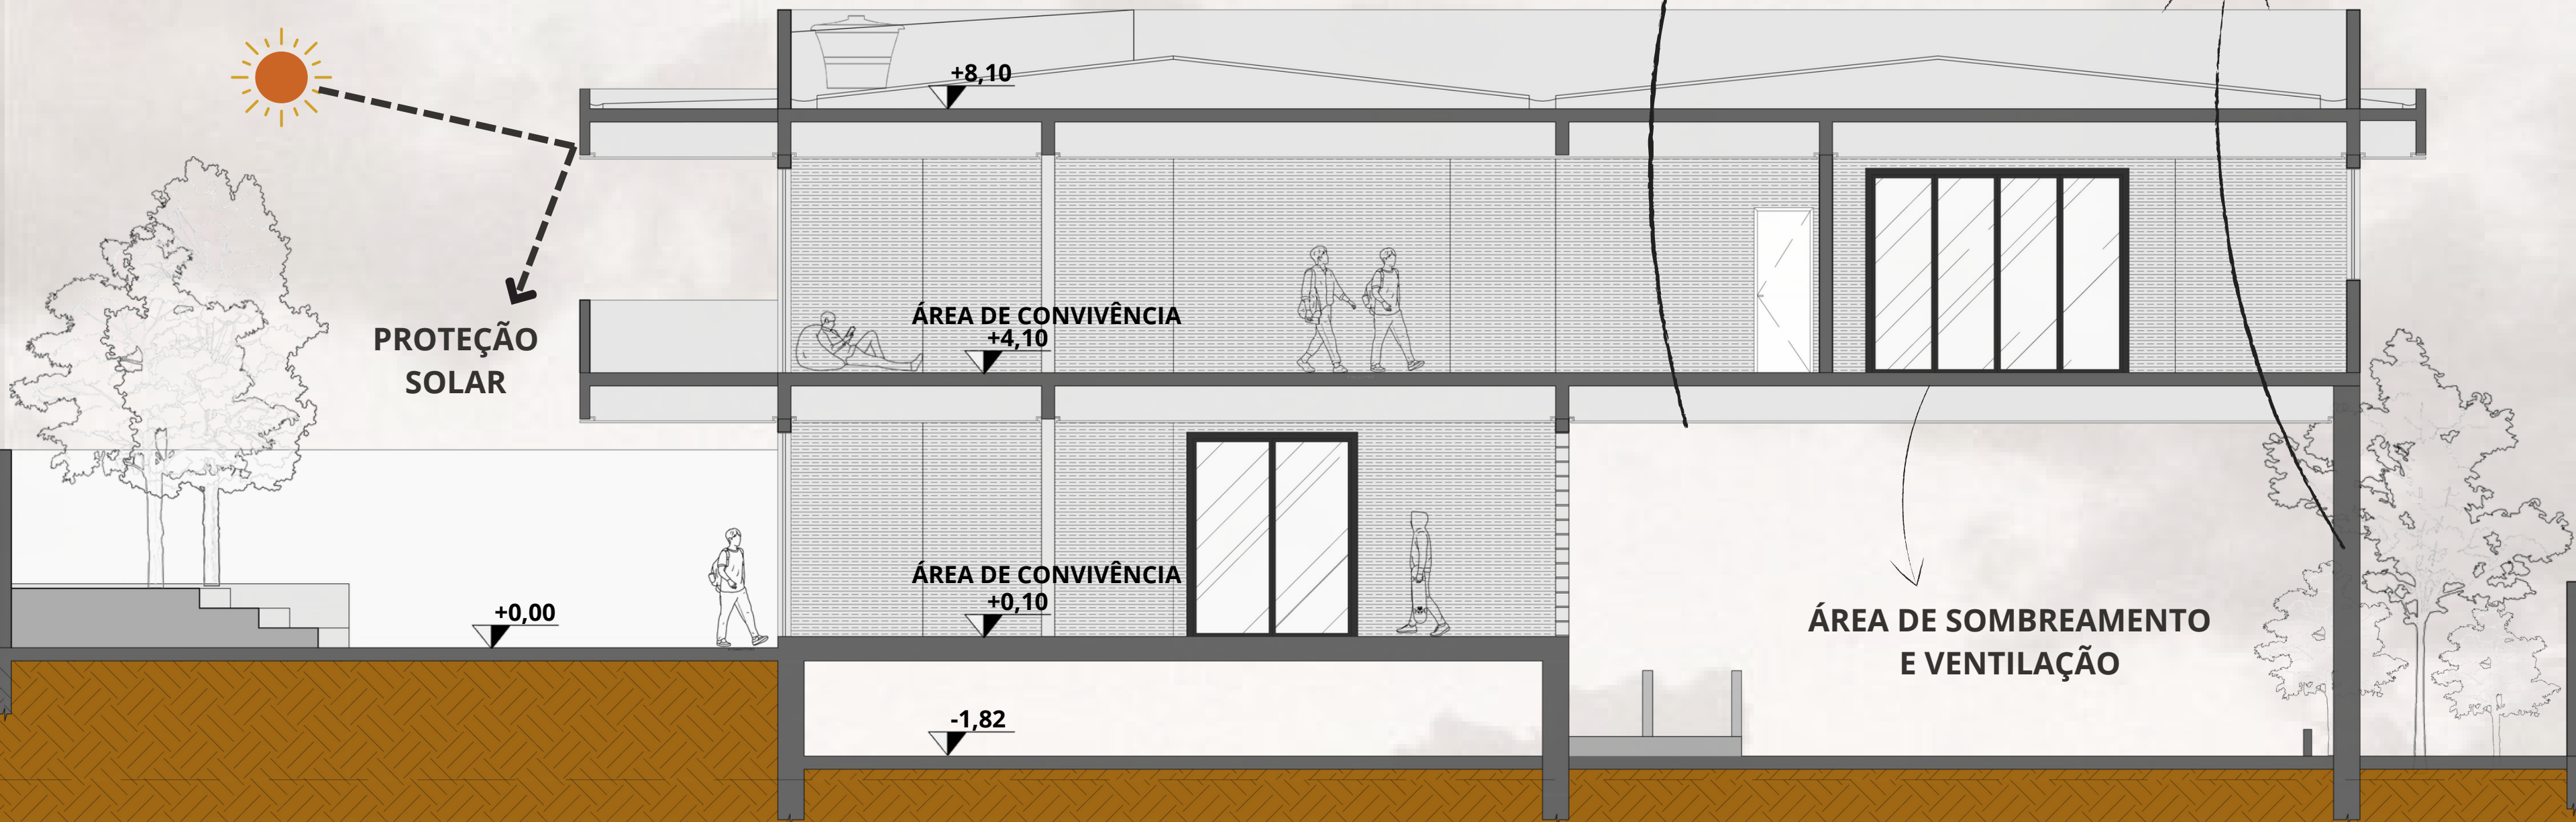 +8,10
PROTEÇÃO
SOLAR
ÁREA DE CONVIVÊNCIA
+4,10
ÁREA DE CONVIVÊNCIA
+0,10
+0,00
ÁREA DE SOMBREAMENTO
E VENTILAÇÃO
-1,82